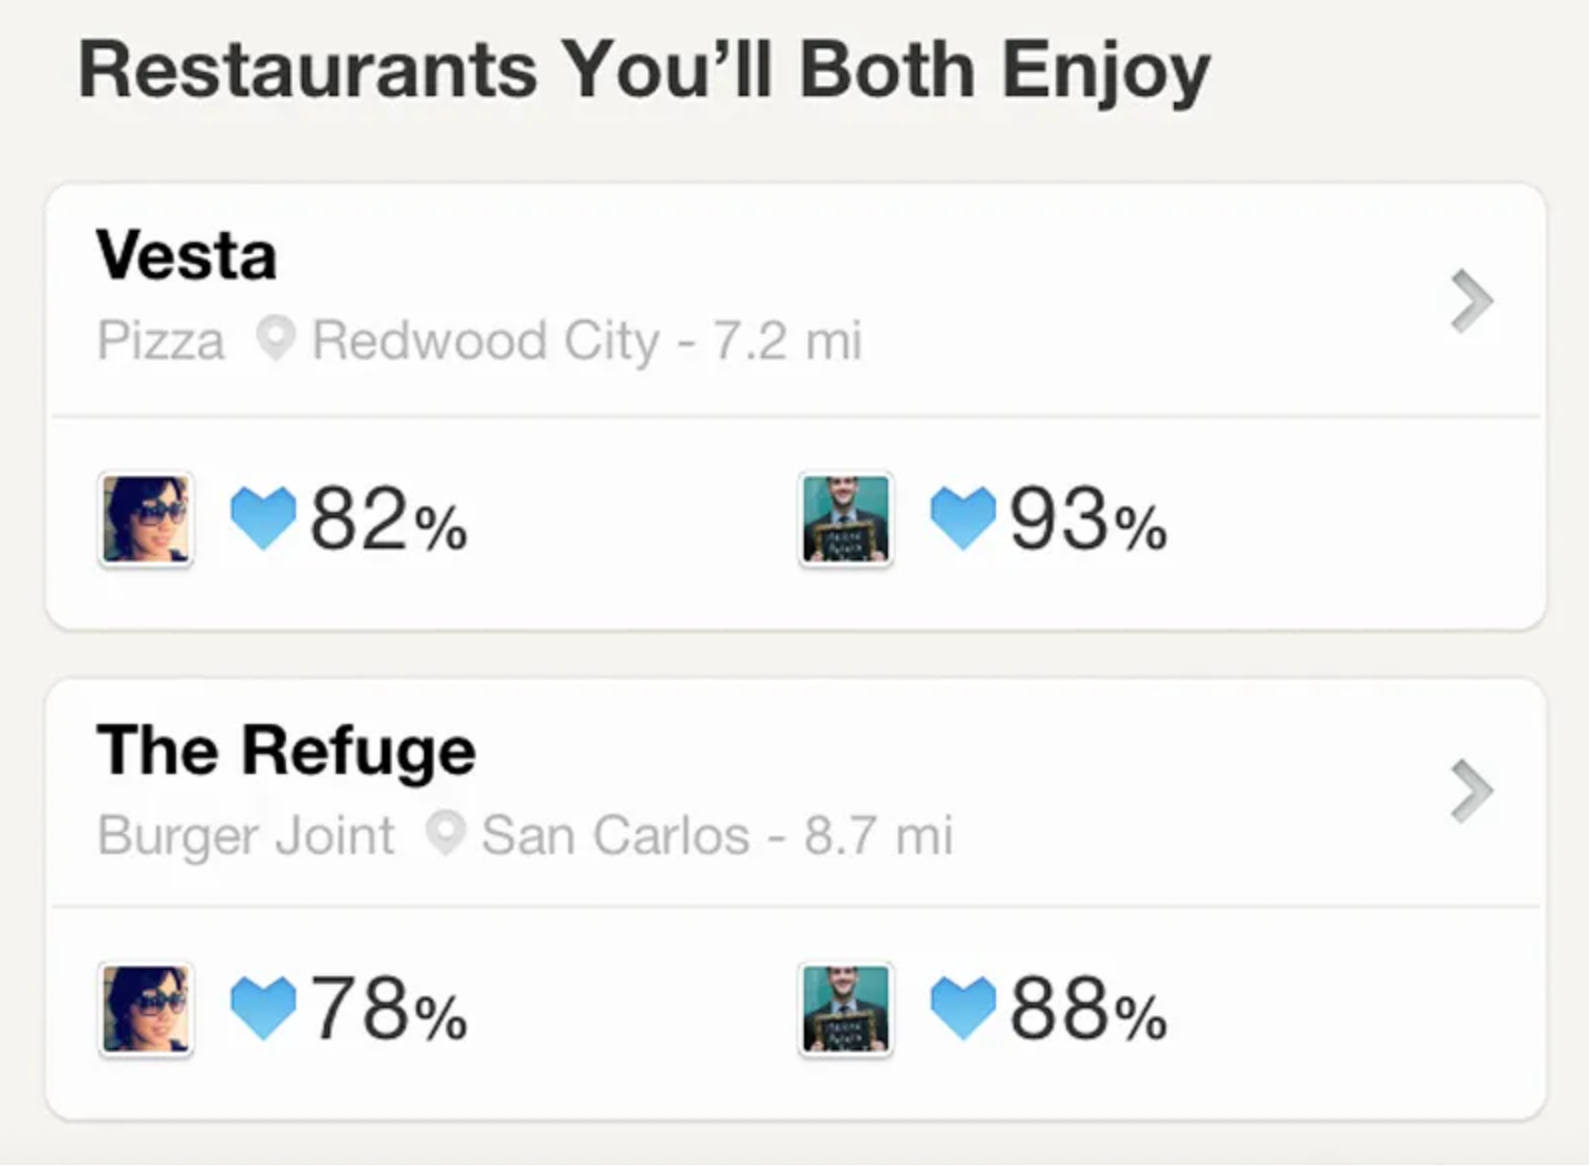 Restaurants You’ll Both Enjoy
Vesta
Pizza Redwood City - 7.2 mi
82% 93%
The Refuge
Burger Joint San Carlos - 8.7 mi
78% 88%